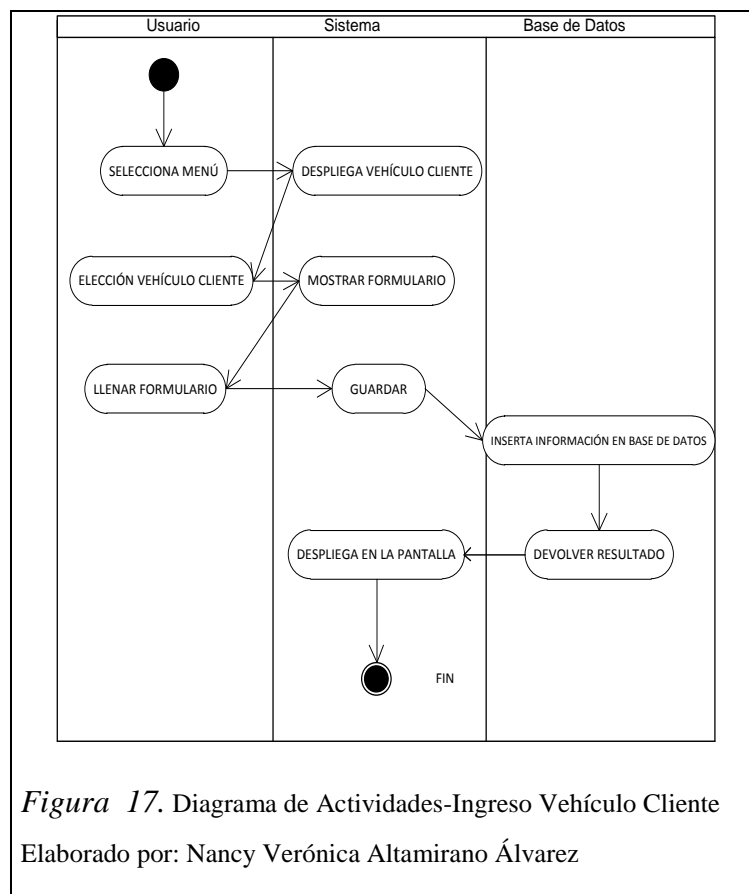 Usuario
Sistema
Base de Datos
SELECCIONA MENÚ
DESPLIEGA VEHÍCULO CLIENTE
ELECCIÓN VEHÍCULO CLIENTE
MOSTRAR FORMULARIO
LLENAR FORMULARIO
GUARDAR
INSERTA INFORMACIÓN EN BASE DE DATOS
DESPLIEGA EN LA PANTALLA
DEVOLVER RESULTADO
FIN
Figura 17. Diagrama de Actividades-Ingreso Vehículo Cliente
Elaborado por: Nancy Verónica Altamirano Álvarez